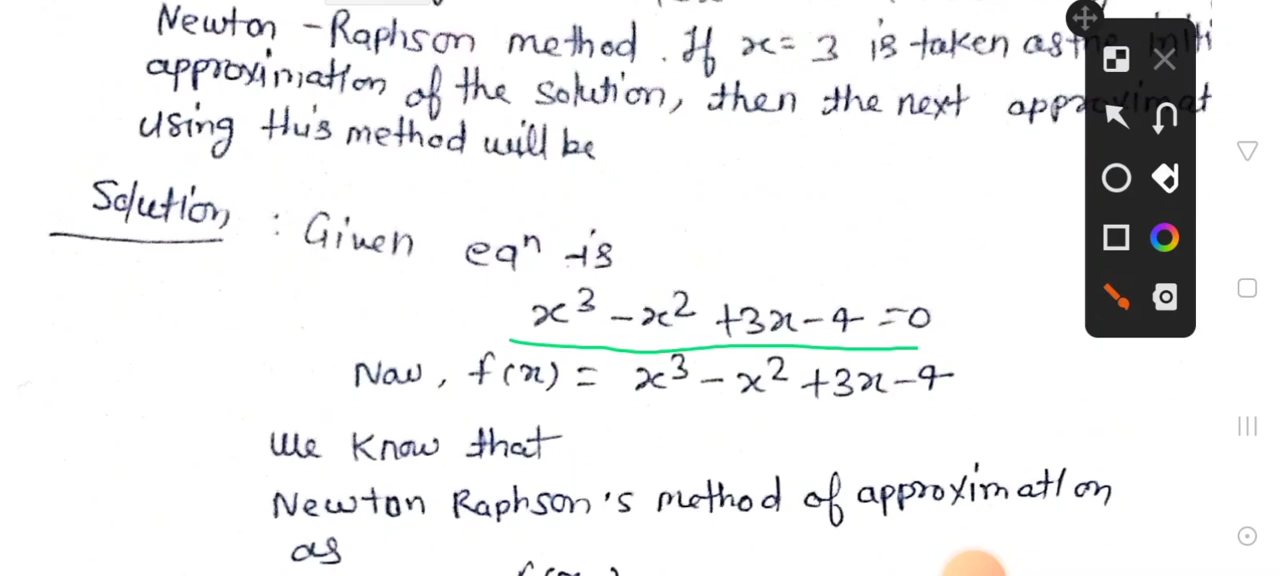 Newton - Raphson method. If x = 3 is taken as the initi
approximation of the solution, then the next approximat
using this method will be
Solution : Given eqⁿ is
x³ - x² + 3x - 4 = 0
Now, f(x) = x³ - x² + 3x - 4
We know that
Newton Raphson's method of approximation
as